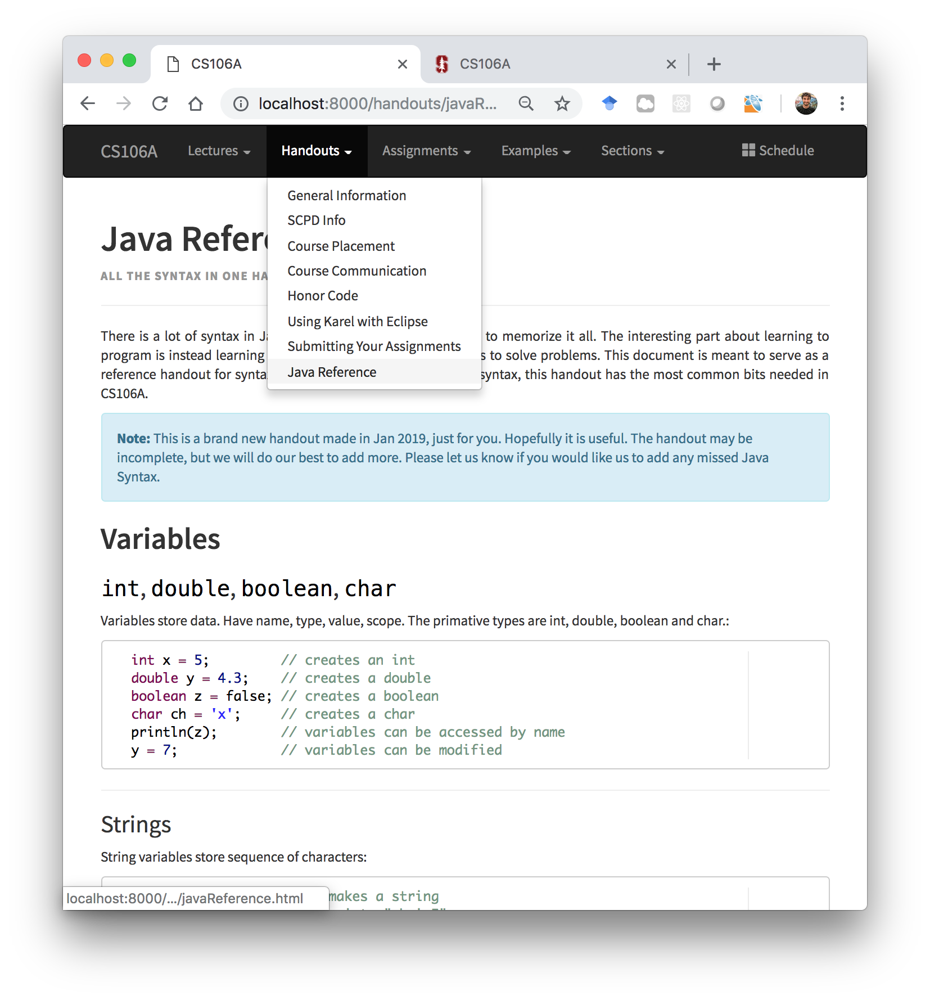 CS106A
CS106A
localhost:8000/handouts/javaR...
CS106A Lectures Handouts Assignments Examples Sections Schedule
General Information
SCPD Info
Course Placement
Course Communication
Honor Code
Using Karel with Eclipse
Submitting Your Assignments
Java Reference
Java Refer
ALL THE SYNTAX IN ONE HA
There is a lot of syntax in Ja to memorize it all. The interesting part about learning to
program is instead learning s to solve problems. This document is meant to serve as a
reference handout for synta syntax, this handout has the most common bits needed in
CS106A.
Note: This is a brand new handout made in Jan 2019, just for you. Hopefully it is useful. The handout may be
incomplete, but we will do our best to add more. Please let us know if you would like us to add any missed Java
Syntax.
Variables
int, double, boolean, char
Variables store data. Have name, type, value, scope. The primative types are int, double, boolean and char.:
int x = 5; // creates an int
double y = 4.3; // creates a double
boolean z = false; // creates a boolean
char ch = 'x'; // creates a char
println(z); // variables can be accessed by name
y = 7; // variables can be modified
Strings
String variables store sequence of characters:
makes a string
localhost:8000/.../javaReference.html